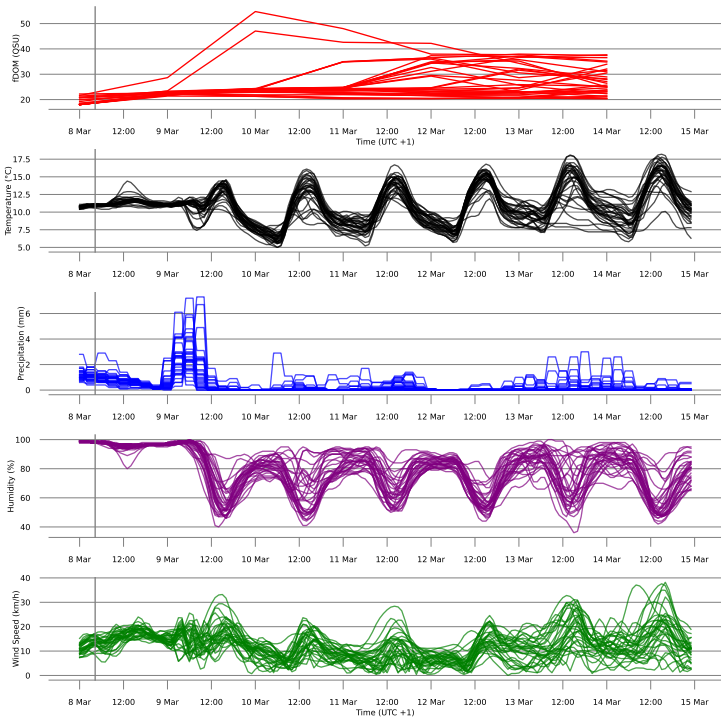 fDOM (QSU)
50
40
30
20
8 Mar 12:00 9 Mar 12:00 10 Mar 12:00 11 Mar 12:00 12 Mar 12:00 13 Mar 12:00 14 Mar 12:00 15 Mar
Time (UTC +1)
Temperature (°C)
17.5
15.0
12.5
10.0
7.5
5.0
8 Mar 12:00 9 Mar 12:00 10 Mar 12:00 11 Mar 12:00 12 Mar 12:00 13 Mar 12:00 14 Mar 12:00 15 Mar
Precipitation (mm)
6
4
2
0
8 Mar 12:00 9 Mar 12:00 10 Mar 12:00 11 Mar 12:00 12 Mar 12:00 13 Mar 12:00 14 Mar 12:00 15 Mar
Humidity (%)
100
80
60
40
8 Mar 12:00 9 Mar 12:00 10 Mar 12:00 11 Mar 12:00 12 Mar 12:00 13 Mar 12:00 14 Mar 12:00 15 Mar
Wind Speed (km/h)
40
30
20
10
0
8 Mar 12:00 9 Mar 12:00 10 Mar 12:00 11 Mar 12:00 12 Mar 12:00 13 Mar 12:00 14 Mar 12:00 15 Mar
Time (UTC +1)